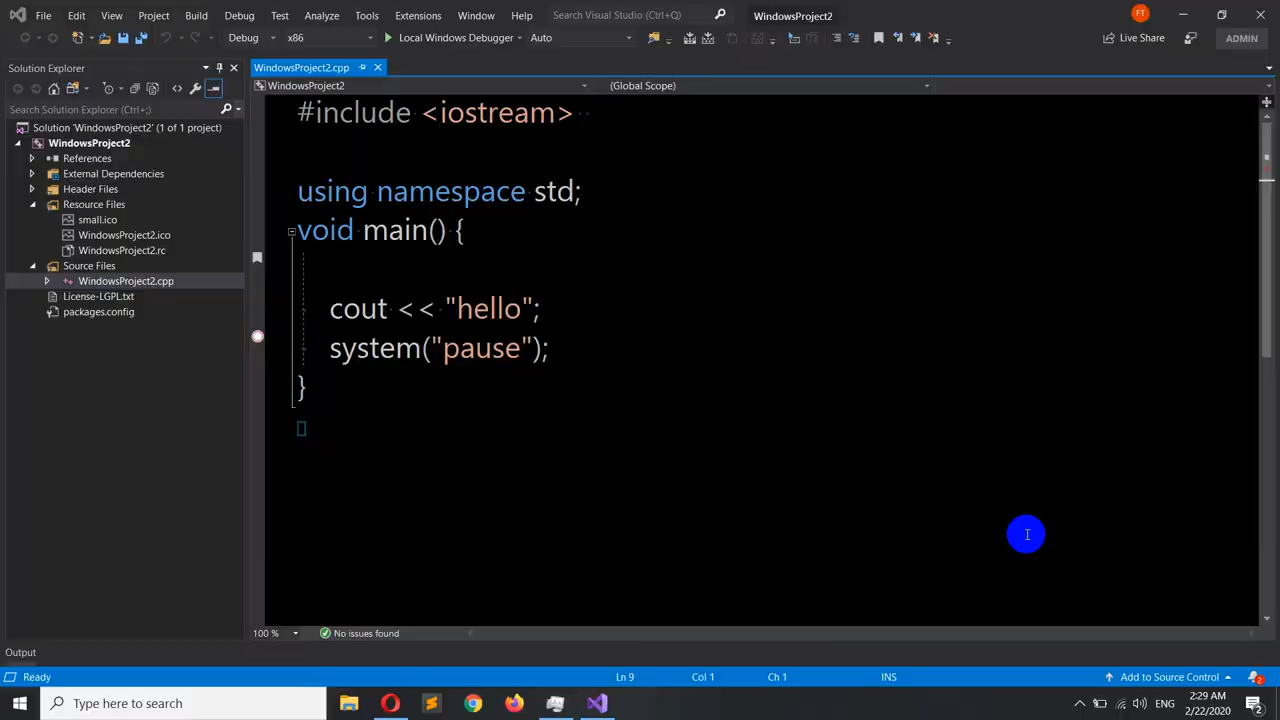 File Edit View Git Project Build Debug Test Analyze Tools Extensions Window Help Search Visual Studio (Ctrl+Q) WindowsProject2 FT
Debug x86 Local Windows Debugger Auto Live Share ADMIN
Solution Explorer
WindowsProject2.cpp
WindowsProject2 (Global Scope)
Search Solution Explorer (Ctrl+;)
Solution 'WindowsProject2' (1 of 1 project)
WindowsProject2
References
External Dependencies
Header Files
Resource Files
small.ico
WindowsProject2.ico
WindowsProject2.rc
Source Files
WindowsProject2.cpp
License-LGPL.txt
packages.config
#include <iostream>
using namespace std;
void main() {
cout << "hello";
system("pause");
}
100 % No issues found
Output
Ready Ln 9 Col 1 Ch 1 INS Add to Source Control 2
Type here to search ENG 2:29 AM
2/22/2020 2